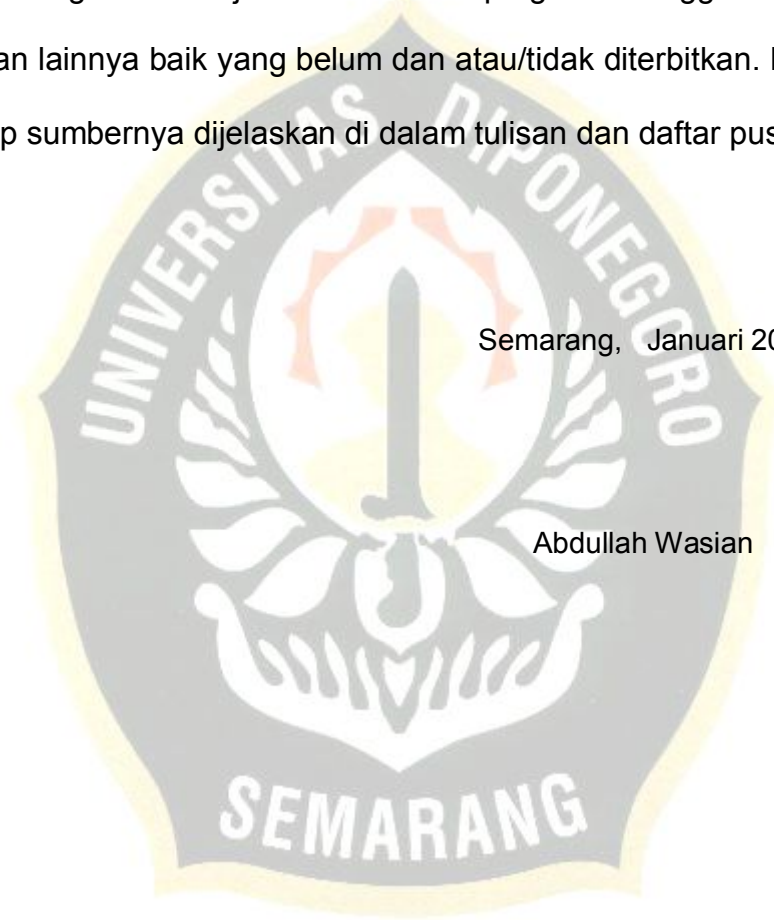 an lainnya baik yang belum dan atau/tidak diterbitkan.
p sumbernya dijelaskan di dalam tulisan dan daftar pus
UNIVERSITAS DIPONEGORO
Semarang, Januari 20
Abdullah Wasian
SEMARANG